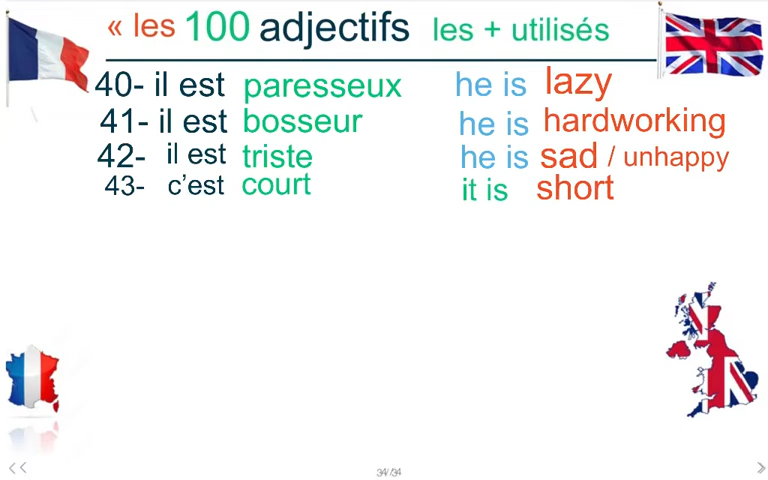 « les 100 adjectifs les + utilisés
40- il est paresseux he is lazy
41- il est bosseur he is hardworking
42- il est triste he is sad / unhappy
43- c’est court it is short
<< 34/34 >